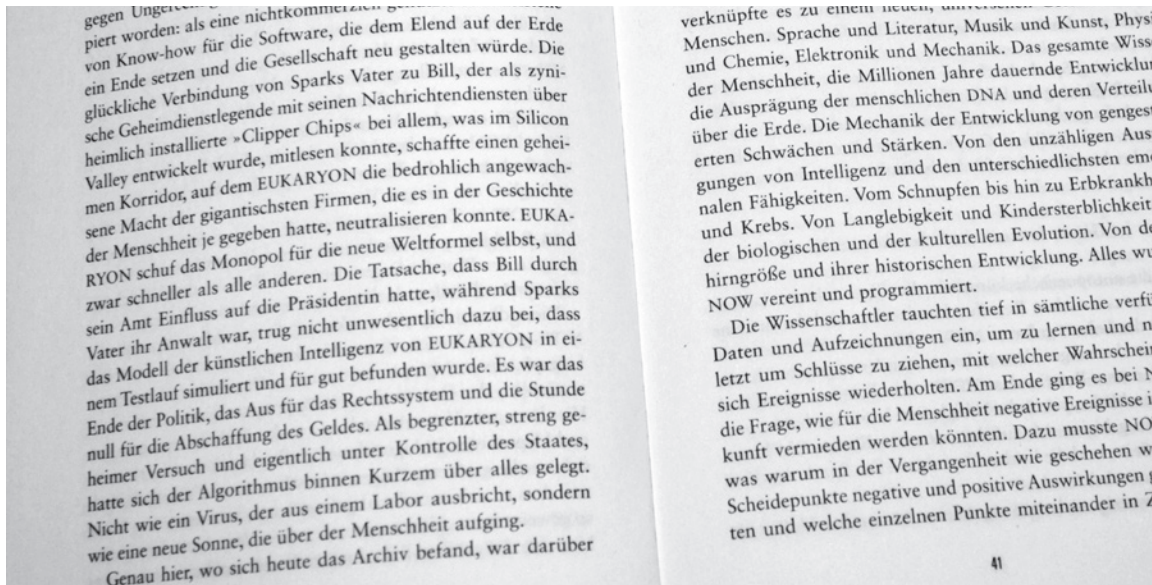 gegen
piert worden: als eine nichtkommerziell
von Know-how für die Software, die dem Elend auf der Erde
ein Ende setzen und die Gesellschaft neu gestalten würde. Die
glückliche Verbindung von Sparks Vater zu Bill, der als zyni-
sche Geheimdienstlegende mit seinen Nachrichtendiensten über
heimlich installierte »Clipper Chips« bei allem, was im Silicon
Valley entwickelt wurde, mitlesen konnte, schaffte einen gehei-
men Korridor, auf dem EUKARYON die bedrohlich angewach-
sene Macht der gigantischsten Firmen, die es in der Geschichte
der Menschheit je gegeben hatte, neutralisieren konnte. EUKA-
RYON schuf das Monopol für die neue Weltformel selbst, und
zwar schneller als alle anderen. Die Tatsache, dass Bill durch
sein Amt Einfluss auf die Präsidentin hatte, während Sparks
Vater ihr Anwalt war, trug nicht unwesentlich dazu bei, dass
das Modell der künstlichen Intelligenz von EUKARYON in ei-
nem Testlauf simuliert und für gut befunden wurde. Es war das
Ende der Politik, das Aus für das Rechtssystem und die Stunde
null für die Abschaffung des Geldes. Als begrenzter, streng ge-
heimer Versuch und eigentlich unter Kontrolle des Staates,
hatte sich der Algorithmus binnen Kurzem über alles gelegt.
Nicht wie ein Virus, der aus einem Labor ausbricht, sondern
wie eine neue Sonne, die über der Menschheit aufging.
Genau hier, wo sich heute das Archiv befand, war darüber
verknüpfte es zu einem neuen,
Menschen. Sprache und Literatur, Musik und Kunst, Physi
und Chemie, Elektronik und Mechanik. Das gesamte Wisse
der Menschheit, die Millionen Jahre dauernde Entwicklun
die Ausprägung der menschlichen DNA und deren Verteilu
über die Erde. Die Mechanik der Entwicklung von gengest
erten Schwächen und Stärken. Von den unzähligen Aus
gungen von Intelligenz und den unterschiedlichsten emo
nalen Fähigkeiten. Vom Schnupfen bis hin zu Erbkrankh
und Krebs. Von Langlebigkeit und Kindersterblichkeit
der biologischen und der kulturellen Evolution. Von de
hirngröße und ihrer historischen Entwicklung. Alles wu
NOW vereint und programmiert.
Die Wissenschaftler tauchten tief in sämtliche verfü
Daten und Aufzeichnungen ein, um zu lernen und n
letzt um Schlüsse zu ziehen, mit welcher Wahrschein
sich Ereignisse wiederholten. Am Ende ging es bei N
die Frage, wie für die Menschheit negative Ereignisse i
kunft vermieden werden könnten. Dazu musste NO
was warum in der Vergangenheit wie geschehen w
Scheidepunkte negative und positive Auswirkungen g
ten und welche einzelnen Punkte miteinander in Z
41